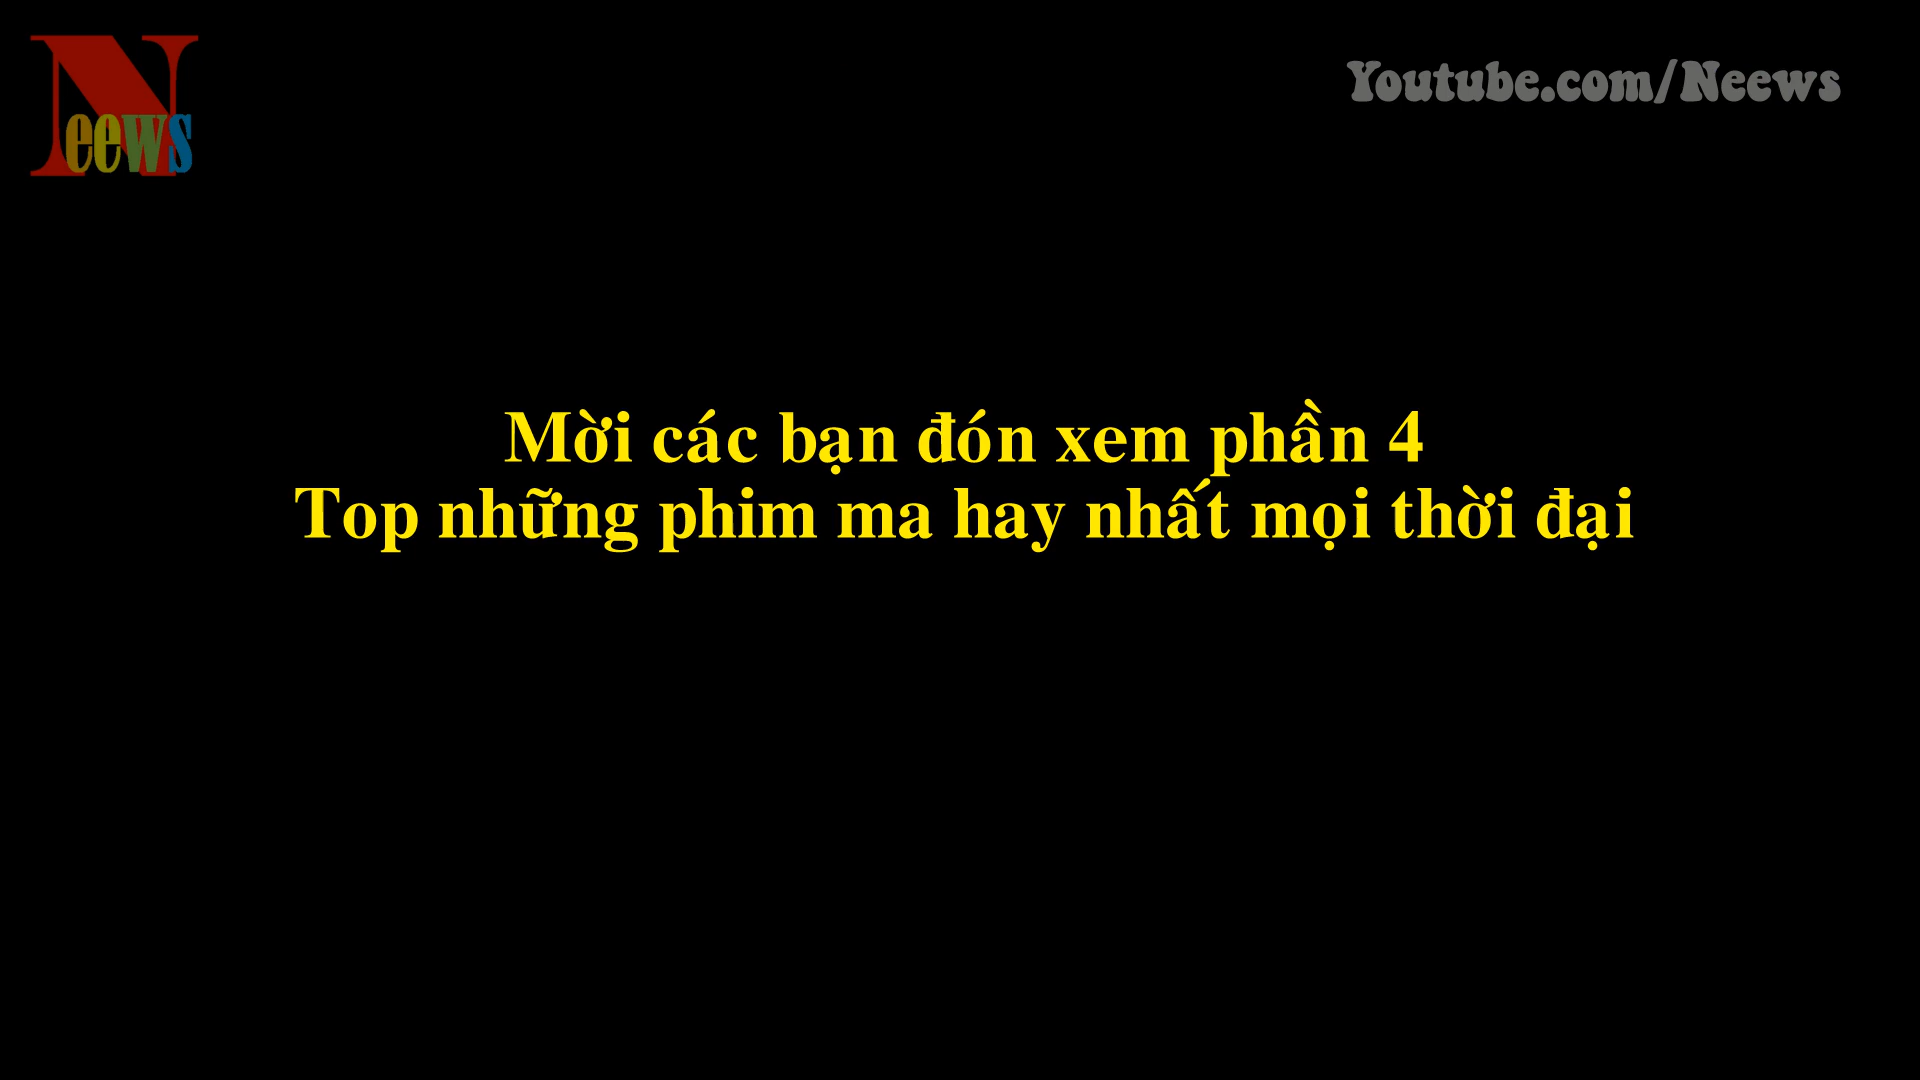 Neews
Youtube.com/Neews
Mời các bạn đón xem phần 4
Top những phim ma hay nhất mọi thời đại